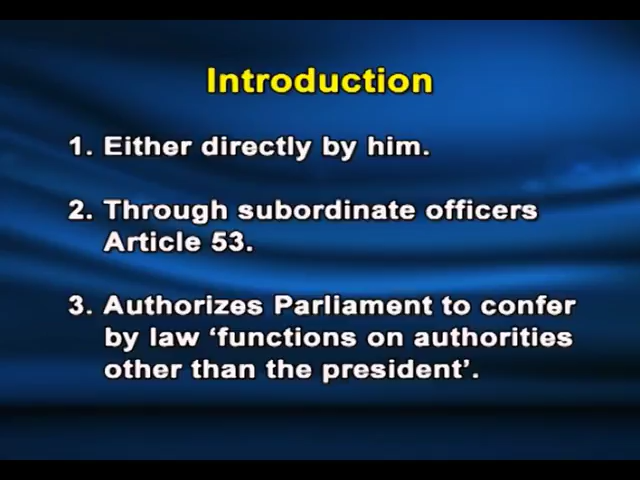 Introduction
1. Either directly by him.
2. Through subordinate officers
Article 53.
3. Authorizes Parliament to confer
by law ‘functions on authorities
other than the president’.